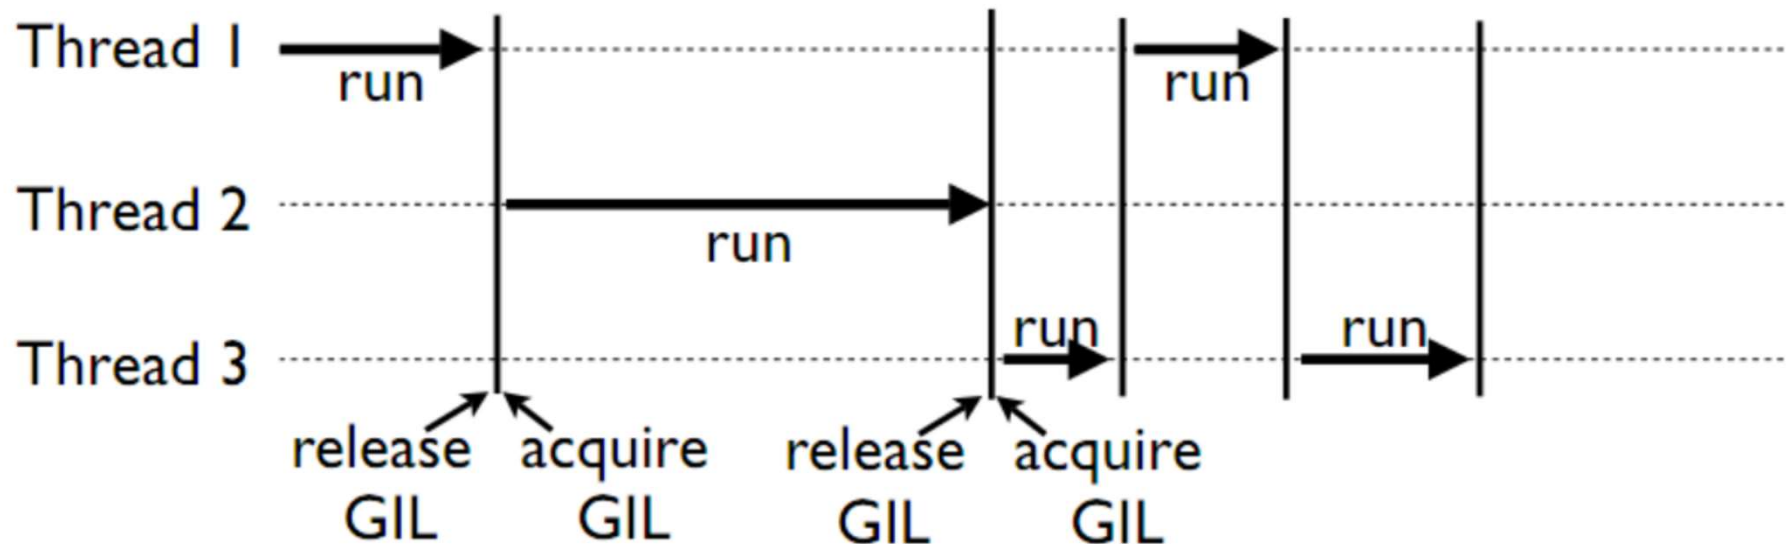 Thread 1
run
run
Thread 2
run
run
run
Thread 3
release
GIL
acquire
GIL
release
GIL
acquire
GIL